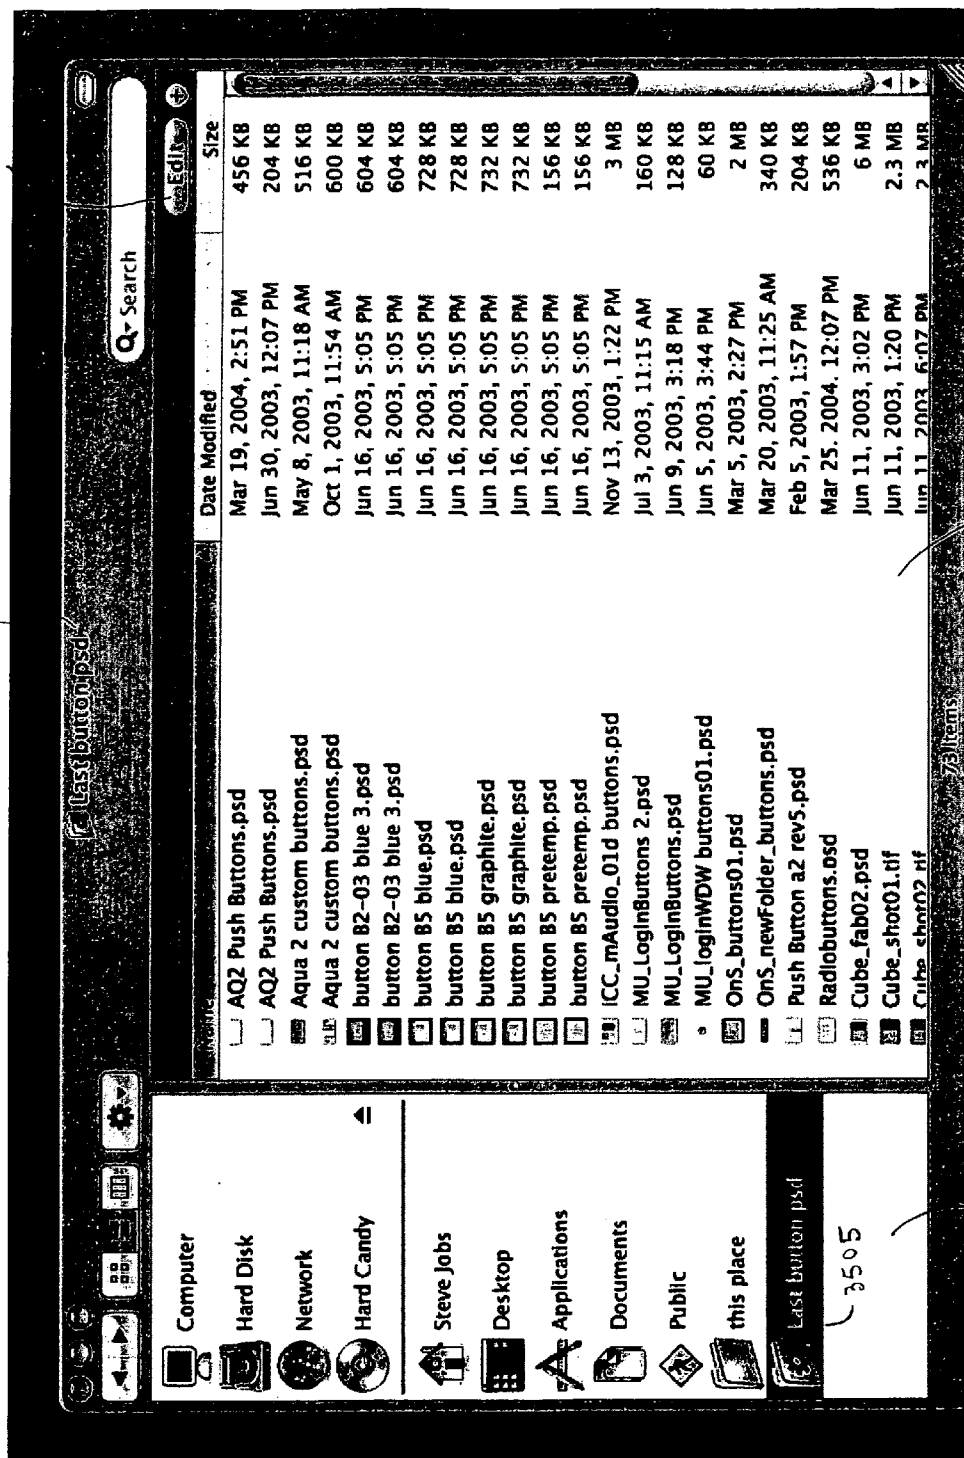 Last button.psd
Search
Edit
Date Modified
Size
Computer
Hard Disk
Network
Hard Candy
Steve Jobs
Desktop
Applications
Documents
Public
this place
Last button psd
3505
AQ2 Push Buttons.psd Mar 19, 2004, 2:51 PM 456 KB
AQ2 Push Buttons.psd Jun 30, 2003, 12:07 PM 204 KB
Aqua 2 custom buttons.psd May 8, 2003, 11:18 AM 516 KB
Aqua 2 custom buttons.psd Oct 1, 2003, 11:54 AM 600 KB
button B2-03 blue 3.psd Jun 16, 2003, 5:05 PM 604 KB
button B2-03 blue 3.psd Jun 16, 2003, 5:05 PM 604 KB
button B5 blue.psd Jun 16, 2003, 5:05 PM 728 KB
button B5 blue.psd Jun 16, 2003, 5:05 PM 728 KB
button B5 graphite.psd Jun 16, 2003, 5:05 PM 732 KB
button B5 graphite.psd Jun 16, 2003, 5:05 PM 732 KB
button B5 pretemp.psd Jun 16, 2003, 5:05 PM 156 KB
button B5 pretemp.psd Jun 16, 2003, 5:05 PM 156 KB
ICC_mAudio_01d buttons.psd Nov 13, 2003, 1:22 PM 3 MB
MU_LoginButtons 2.psd Jul 3, 2003, 11:15 AM 160 KB
MU_LoginButtons.psd Jun 9, 2003, 3:18 PM 128 KB
MU_loginWDW buttons01.psd Jun 5, 2003, 3:44 PM 60 KB
OnS_buttons01.psd Mar 5, 2003, 2:27 PM 2 MB
OnS_newFolder_buttons.psd Mar 20, 2003, 11:25 AM 340 KB
Push Button a2 rev5.psd Feb 5, 2003, 1:57 PM 204 KB
Radiobuttons.psd Mar 25, 2004, 12:07 PM 536 KB
Cube_fab02.psd Jun 11, 2003, 3:02 PM 6 MB
Cube_shot01.tif Jun 11, 2003, 1:20 PM 2.3 MB
Cube_shot02.tif Jun 11, 2003, 6:07 PM 2.3 MB
73 items